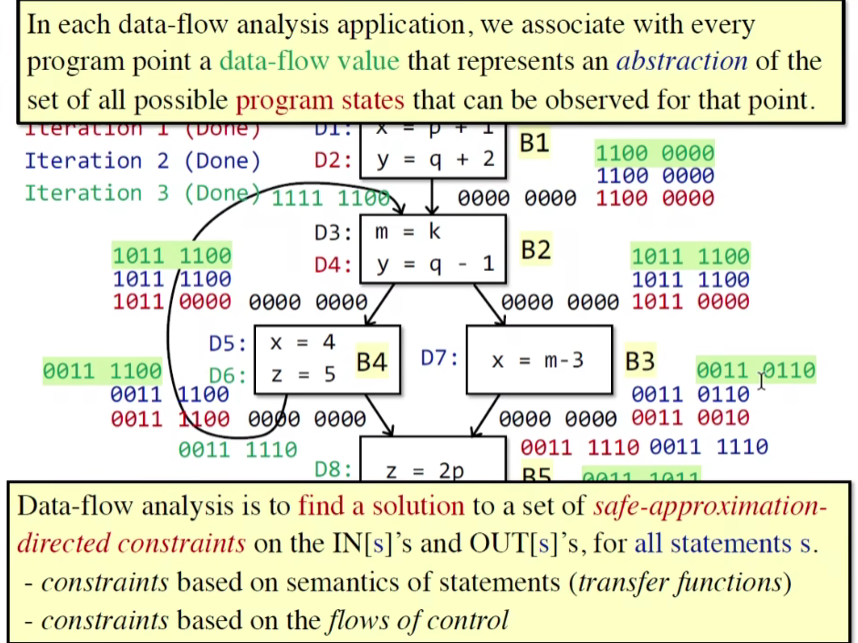 In each data-flow analysis application, we associate with every
program point a data-flow value that represents an abstraction of the
set of all possible program states that can be observed for that point.
Iteration 1 (Done) D1: x = p + 1 B1
Iteration 2 (Done) D2: y = q + 2
1100 0000
1100 0000
Iteration 3 (Done) 1111 1100 0000 0000 1100 0000
D3: m = k B2
D4: y = q - 1
1011 1100 1011 1100
1011 1100 1011 1100
1011 0000 0000 0000 0000 0000 1011 0000
D5: x = 4 B4 D7: x = m-3 B3
D6: z = 5
0011 1100 0011 0110
0011 1100 0011 0110
0011 1100 0000 0000 0000 0000 0011 0010
0011 1110 0011 1110 0011 1110
D8: z = 2p B5 0011 1011
Data-flow analysis is to find a solution to a set of safe-approximation-
directed constraints on the IN[s]'s and OUT[s]'s, for all statements s.
- constraints based on semantics of statements (transfer functions)
- constraints based on the flows of control